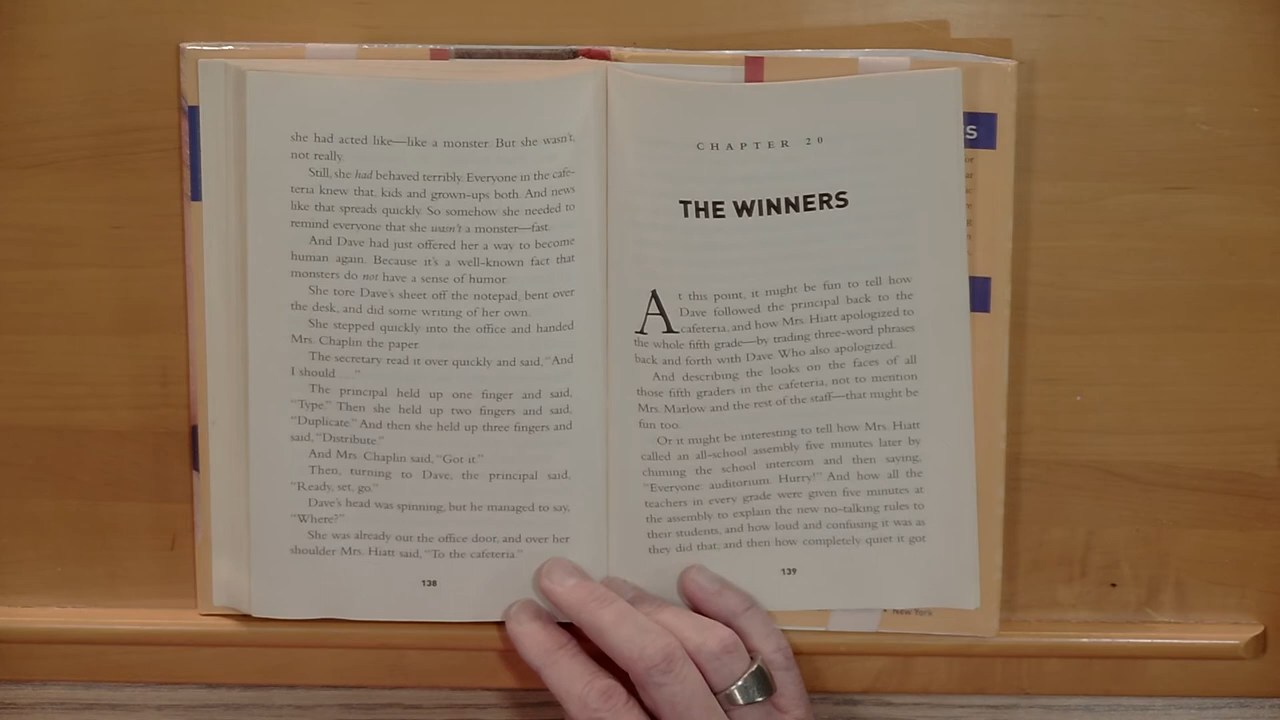 she had acted like—like a monster. But she wasn't,
not really.
Still, she had behaved terribly. Everyone in the cafe-
teria knew that, kids and grown-ups both. And news
like that spreads quickly. So somehow she needed to
remind everyone that she wasn't a monster—fast.
And Dave had just offered her a way to become
human again. Because it's a well-known fact that
monsters do not have a sense of humor.
She tore Dave's sheet off the notepad, bent over
the desk, and did some writing of her own.
She stepped quickly into the office and handed
Mrs. Chaplin the paper.
The secretary read it over quickly and said, "And
I should . . . "
The principal held up one finger and said,
"Type." Then she held up two fingers and said,
"Duplicate." And then she held up three fingers and
said, "Distribute."
And Mrs. Chaplin said, "Got it."
Then, turning to Dave, the principal said,
"Ready, set, go."
Dave's head was spinning, but he managed to say,
"Where?"
She was already out the office door, and over her
shoulder Mrs. Hiatt said, "To the cafeteria."
138
CHAPTER 20
THE WINNERS
At this point, it might be fun to tell how
Dave followed the principal back to the
cafeteria, and how Mrs. Hiatt apologized to
the whole fifth grade—by trading three-word phrases
back and forth with Dave. Who also apologized.
And describing the looks on the faces of all
those fifth graders in the cafeteria, not to mention
Mrs. Marlow and the rest of the staff—that might be
fun too.
Or it might be interesting to tell how Mrs. Hiatt
called an all-school assembly five minutes later by
chiming the school intercom and then saying,
"Everyone: auditorium. Hurry!" And how all the
teachers in every grade were given five minutes at
the assembly to explain the new no-talking rules to
their students, and how loud and confusing it was as
they did that, and then how completely quiet it got
139
New York